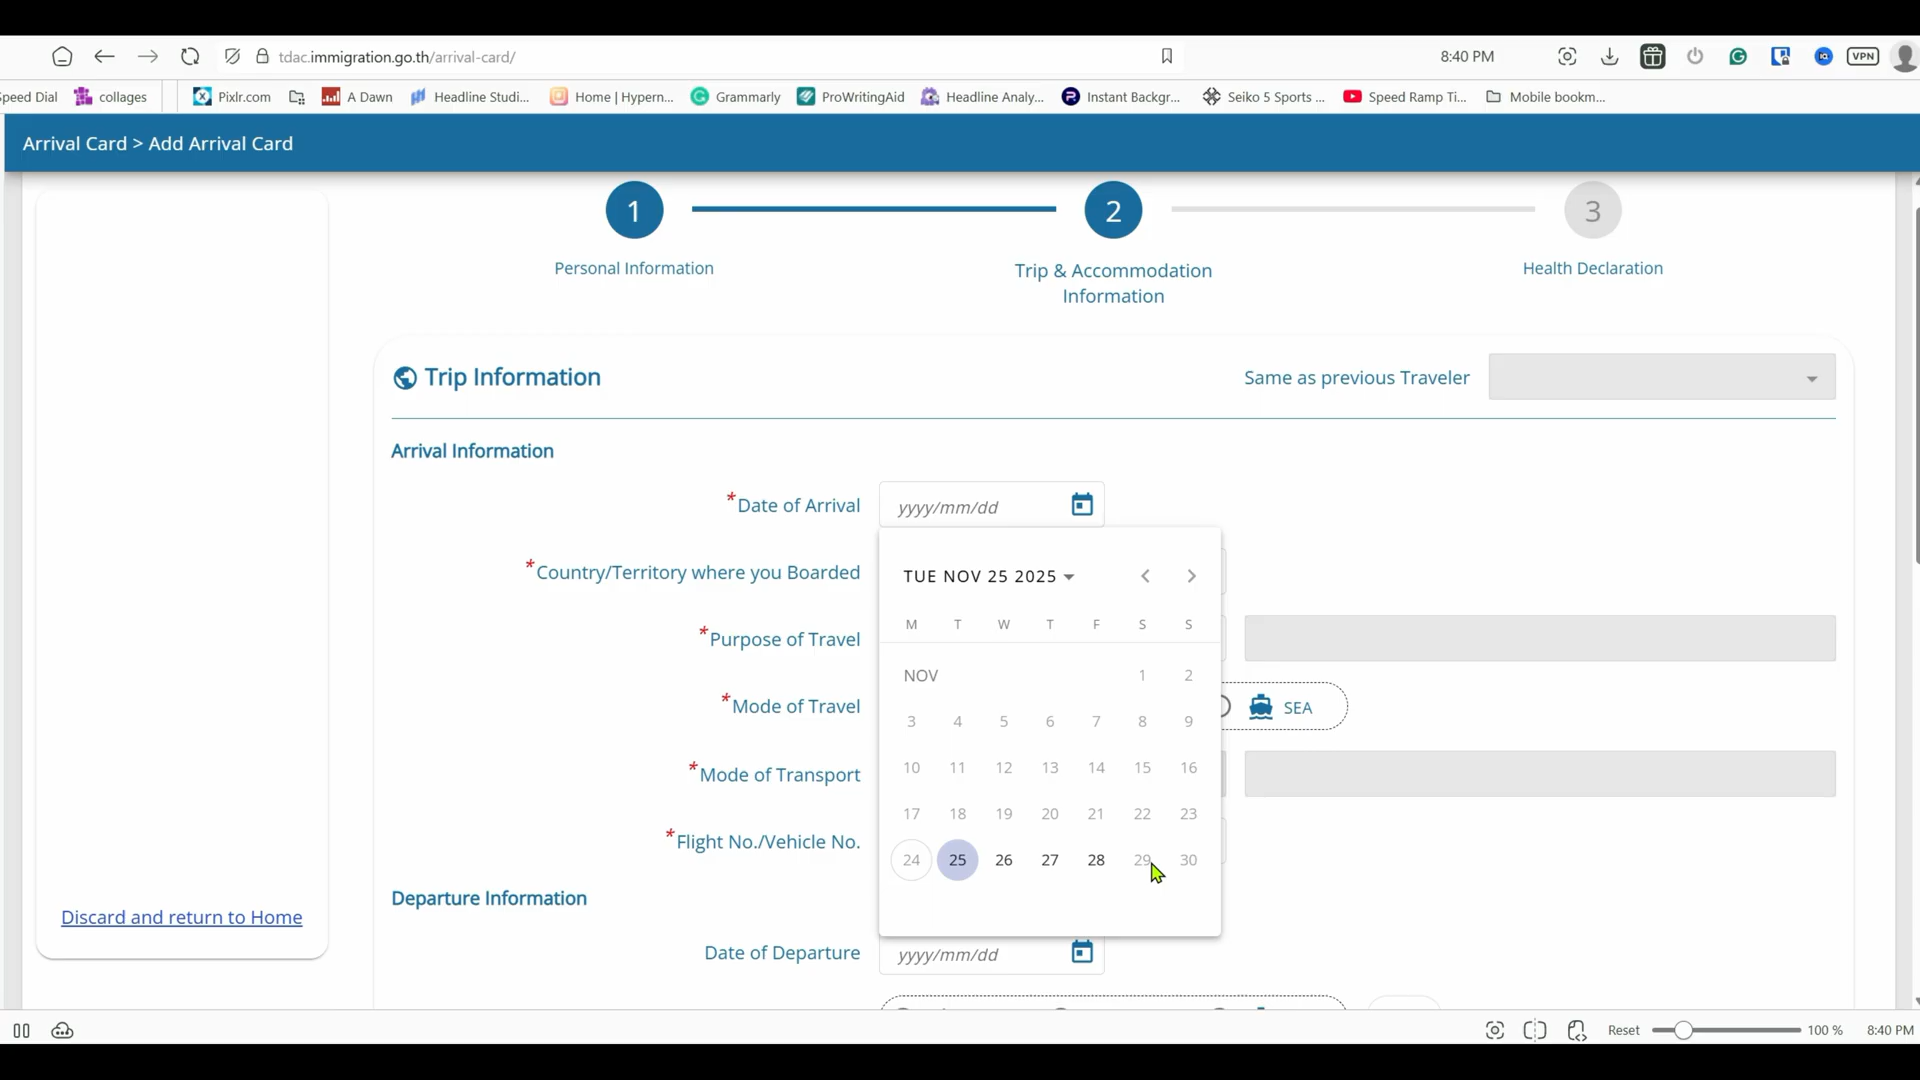 tdac.immigration.go.th/arrival-card/
8:40 PM
VPN
peed Dial
collages
Pixlr.com
A Dawn
Headline Studi...
Home | Hypern...
Grammarly
ProWritingAid
Headline Analy...
Instant Backgr...
Seiko 5 Sports ...
Speed Ramp Ti...
Mobile bookm...
Arrival Card > Add Arrival Card
1
2
3
Personal Information
Trip & Accommodation
Information
Health Declaration
Trip Information
Same as previous Traveler
Arrival Information
*Date of Arrival
yyyy/mm/dd
*Country/Territory where you Boarded
TUE NOV 25 2025
M T W T F S S
*Purpose of Travel
NOV 1 2
*Mode of Travel
3 4 5 6 7 8 9
SEA
*Mode of Transport
10 11 12 13 14 15 16
17 18 19 20 21 22 23
*Flight No./Vehicle No.
24 25 26 27 28 29 30
Departure Information
Discard and return to Home
Date of Departure
yyyy/mm/dd
Reset
100 %
8:40 PM